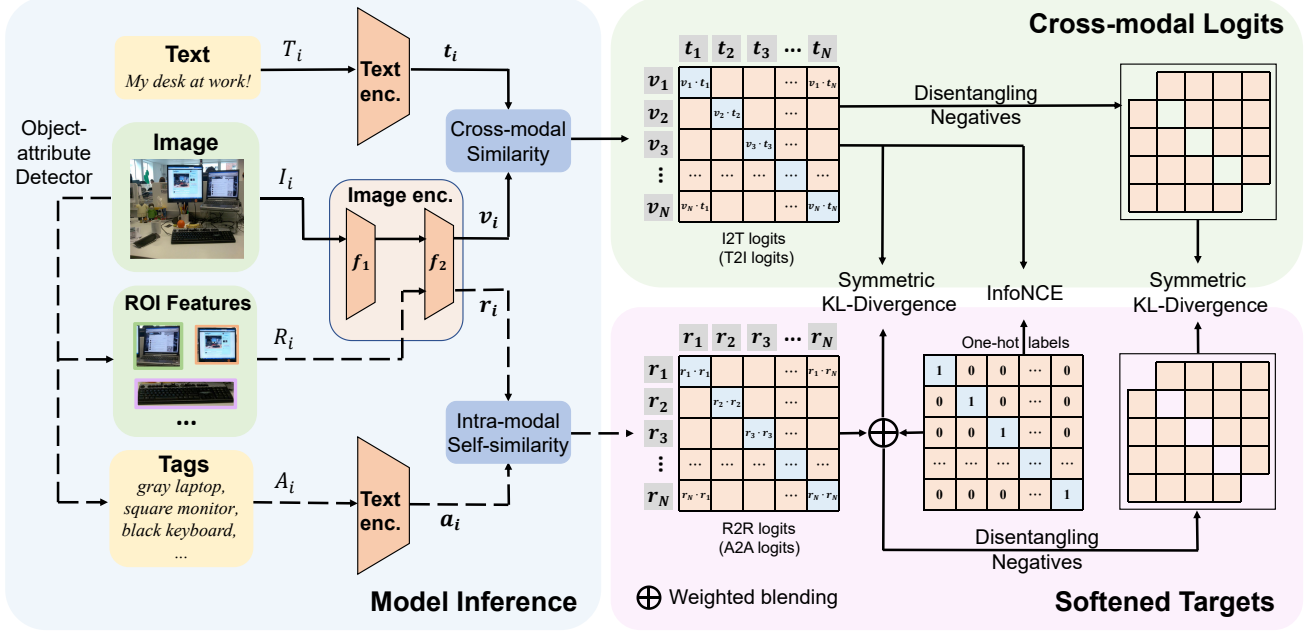 Text
My desk at work!
T_i
Text
enc.
t_i
Object-
attribute
Detector
Image
I_i
Cross-modal
Similarity
Image enc.
f_1
f_2
v_i
r_i
ROI Features
R_i
...
Intra-modal
Self-similarity
Tags
gray laptop,
square monitor,
black keyboard,
...
A_i
Text
enc.
a_i
Model Inference
Cross-modal Logits
t_1 t_2 t_3 ... t_N
v_1 v_1 · t_1 ... v_1 · t_N
v_2 v_2 · t_2 ...
v_3 v_3 · t_3 ...
⋮ ... ... ... ... ...
v_N v_N · t_1 ... v_N · t_N
I2T logits
(T2I logits)
Disentangling
Negatives
Symmetric
KL-Divergence
InfoNCE
Symmetric
KL-Divergence
r_1 r_2 r_3 ... r_N
r_1 r_1 · r_1 ... r_1 · r_N
r_2 r_2 · r_2 ...
r_3 r_3 · r_3 ...
⋮ ... ... ... ... ...
r_N r_N · r_1 ... r_N · r_N
R2R logits
(A2A logits)
One-hot labels
1 0 0 ... 0
0 1 0 ... 0
0 0 1 ... 0
... ... ... ... ...
0 0 0 ... 1
Disentangling
Negatives
⊕ Weighted blending
Softened Targets